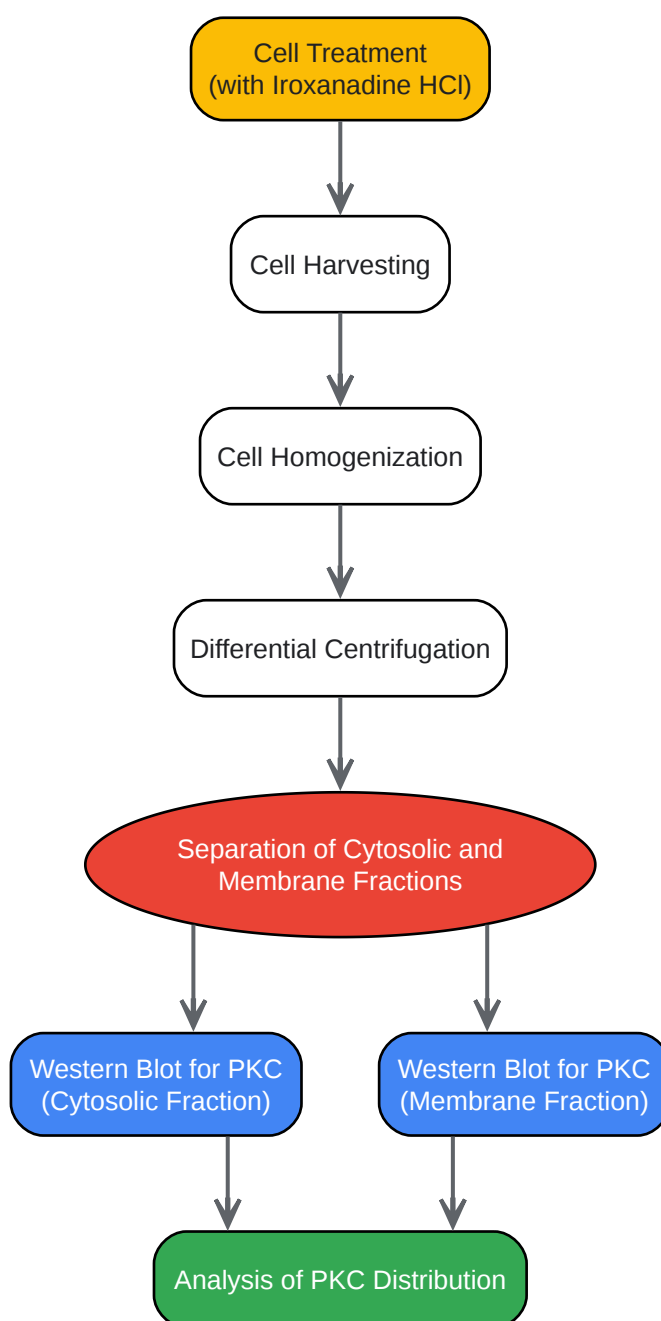 Cell Treatment
(with Iroxanadine HCl)
Cell Harvesting
Cell Homogenization
Differential Centrifugation
Separation of Cytosolic and
Membrane Fractions
Western Blot for PKC
(Cytosolic Fraction)
Western Blot for PKC
(Membrane Fraction)
Analysis of PKC Distribution